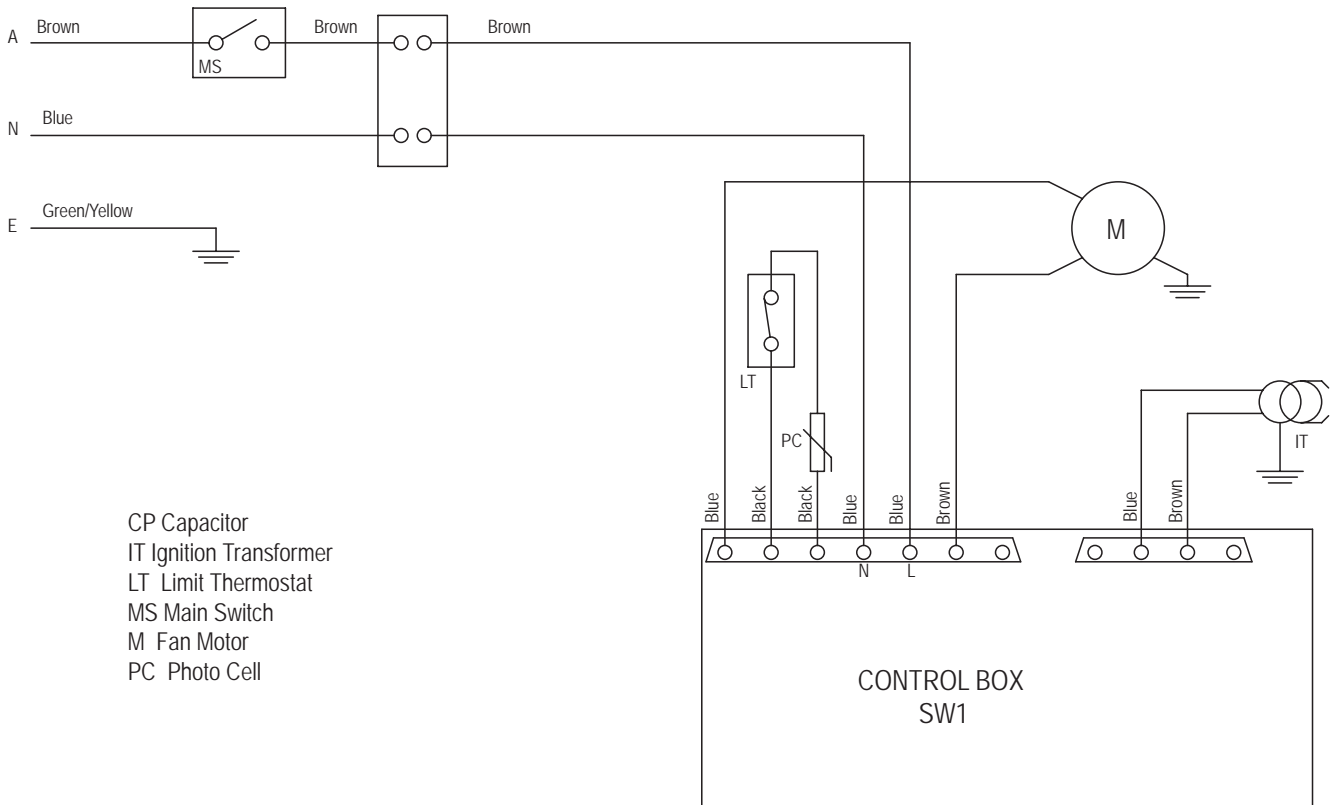 A Brown Brown Brown
MS
N Blue
E Green/Yellow
M
LT
PC
IT
Blue Black Black Blue Blue Brown Blue Brown
N L
CP Capacitor
IT Ignition Transformer
LT Limit Thermostat
MS Main Switch
M Fan Motor
PC Photo Cell
CONTROL BOX
SW1